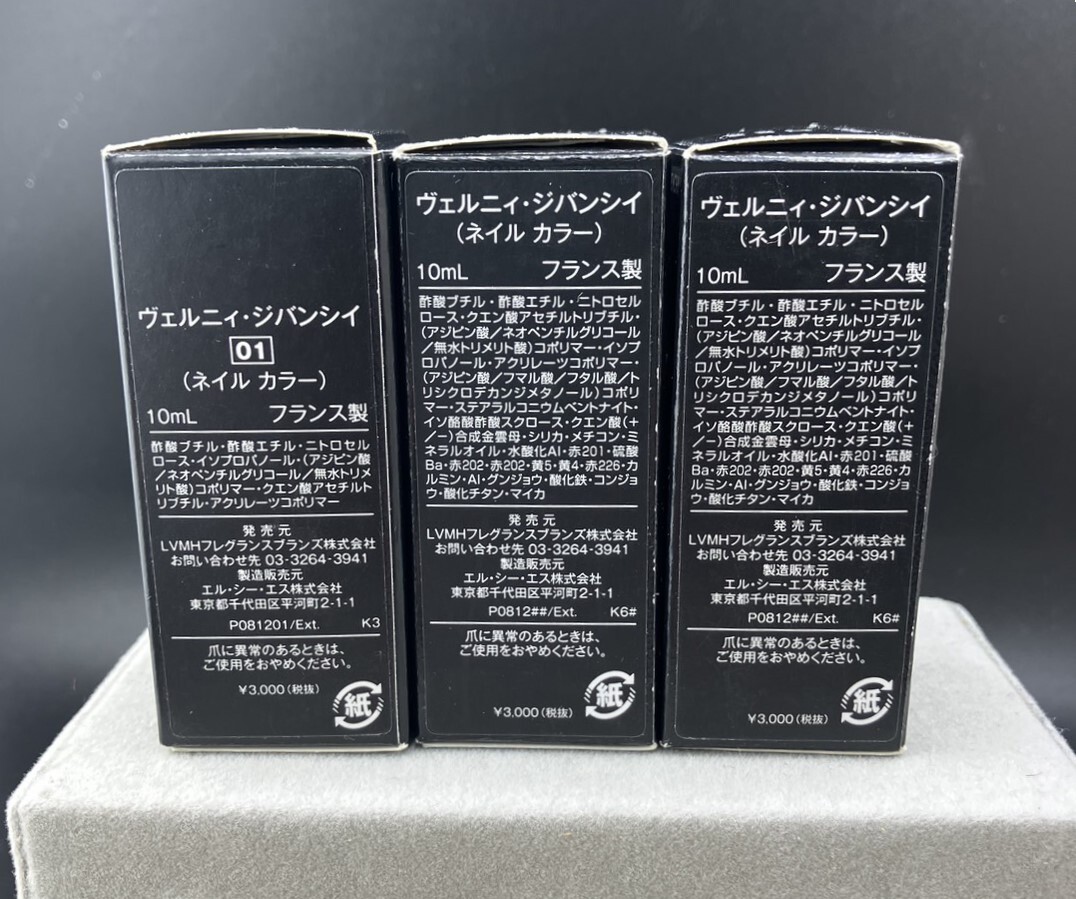 ヴェルニィ・ジバンシイ
01
（ネイル カラー）
10mL フランス製
酢酸ブチル・酢酸エチル・ニトロセル
ロース・イソプロパノール・（アジピン酸
／ネオペンチルグリコール／無水トリメ
リト酸）コポリマー・クエン酸アセチルト
リブチル・アクリレーツコポリマー
発 売 元
LVMHフレグランスブランズ株式会社
お問い合わせ先 03-3264-3941
製造販売元
エル・シー・エス株式会社
東京都千代田区平河町2-1-1
P081201/Ext. K3
爪に異常のあるときは、
ご使用をおやめください。
¥3,000（税抜）
紙
ヴェルニィ・ジバンシイ
（ネイル カラー）
10mL フランス製
酢酸ブチル・酢酸エチル・ニトロセル
ロース・クエン酸アセチルトリブチル・
（アジピン酸／ネオペンチルグリコール
／無水トリメリト酸）コポリマー・イソプ
ロパノール・アクリレーツコポリマー・
（アジピン酸／フマル酸／フタル酸／ト
リシクロデカンジメタノール）コポリ
マー・ステアラルコニウムベントナイト・
イソ酪酸酢酸スクロース・クエン酸（＋
／－）合成金雲母・シリカ・メチコン・ミ
ネラルオイル・水酸化Al・赤201・硫酸
Ba・赤202・赤202・黄5・黄4・赤226・カ
ルミン・Al・グンジョウ・酸化鉄・コンジョ
ウ・酸化チタン・マイカ
発 売 元
LVMHフレグランスブランズ株式会社
お問い合わせ先 03-3264-3941
製造販売元
エル・シー・エス株式会社
東京都千代田区平河町2-1-1
P0812##/Ext. K6#
爪に異常のあるときは、
ご使用をおやめください。
¥3,000（税抜）
紙
ヴェルニィ・ジバンシイ
（ネイル カラー）
10mL フランス製
酢酸ブチル・酢酸エチル・ニトロセル
ロース・クエン酸アセチルトリブチル・
（アジピン酸／ネオペンチルグリコール
／無水トリメリト酸）コポリマー・イソプ
ロパノール・アクリレーツコポリマー・
（アジピン酸／フマル酸／フタル酸／ト
リシクロデカンジメタノール）コポリ
マー・ステアラルコニウムベントナイト・
イソ酪酸酢酸スクロース・クエン酸（＋
／－）合成金雲母・シリカ・メチコン・ミ
ネラルオイル・水酸化Al・赤201・硫酸
Ba・赤202・赤202・黄5・黄4・赤226・カ
ルミン・Al・グンジョウ・酸化鉄・コンジョ
ウ・酸化チタン・マイカ
発 売 元
LVMHフレグランスブランズ株式会社
お問い合わせ先 03-3264-3941
製造販売元
エル・シー・エス株式会社
東京都千代田区平河町2-1-1
P0812##/Ext. K6#
爪に異常のあるときは、
ご使用をおやめください。
¥3,000（税抜）
紙